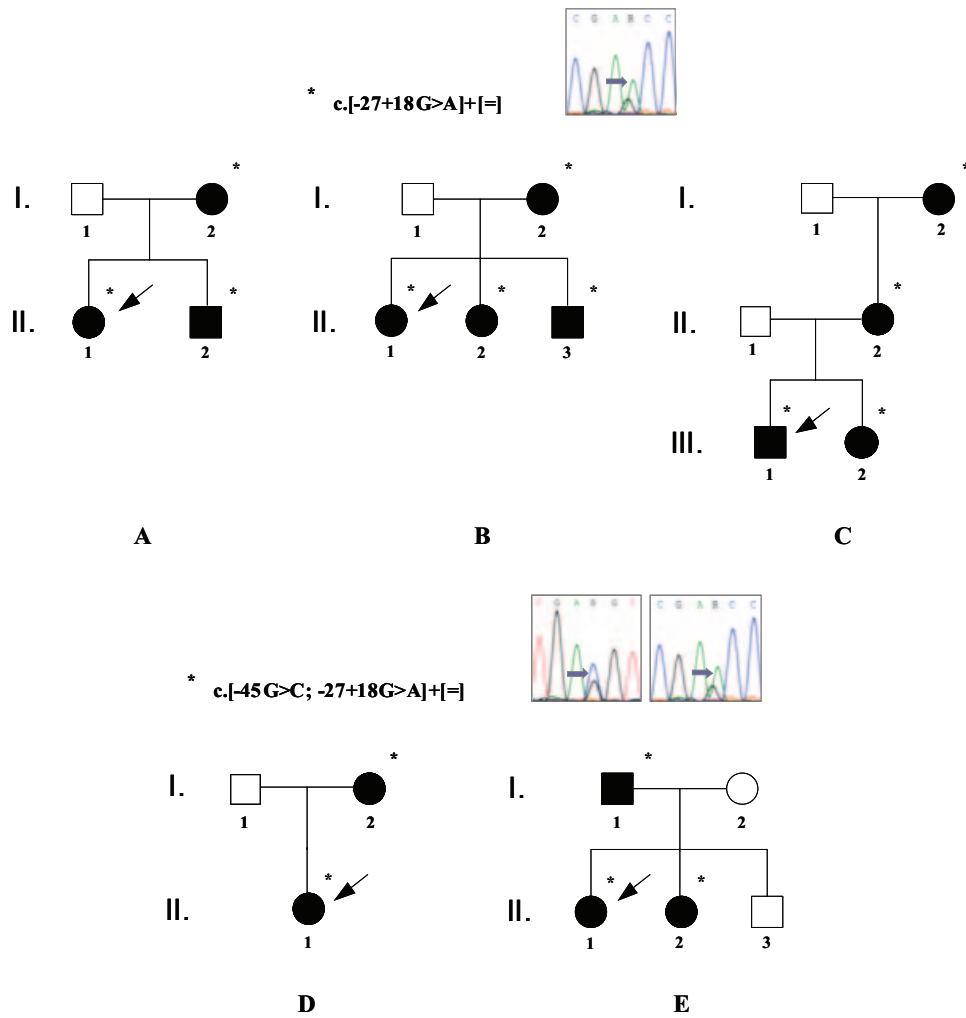 C G A R C C
* c.[-27+18G>A]+[=]
* * *
I. I. I.
1 2 1 2 1 2
* * * * * *
II. II. II.
1 2 1 2 3 1 2
* *
III.
1 2
A B C
G A G C G A R C C
* c.[-45G>C; -27+18G>A]+[=]
* *
I. I.
1 2 1 2
* * *
II. II.
1 1 2 3
D E